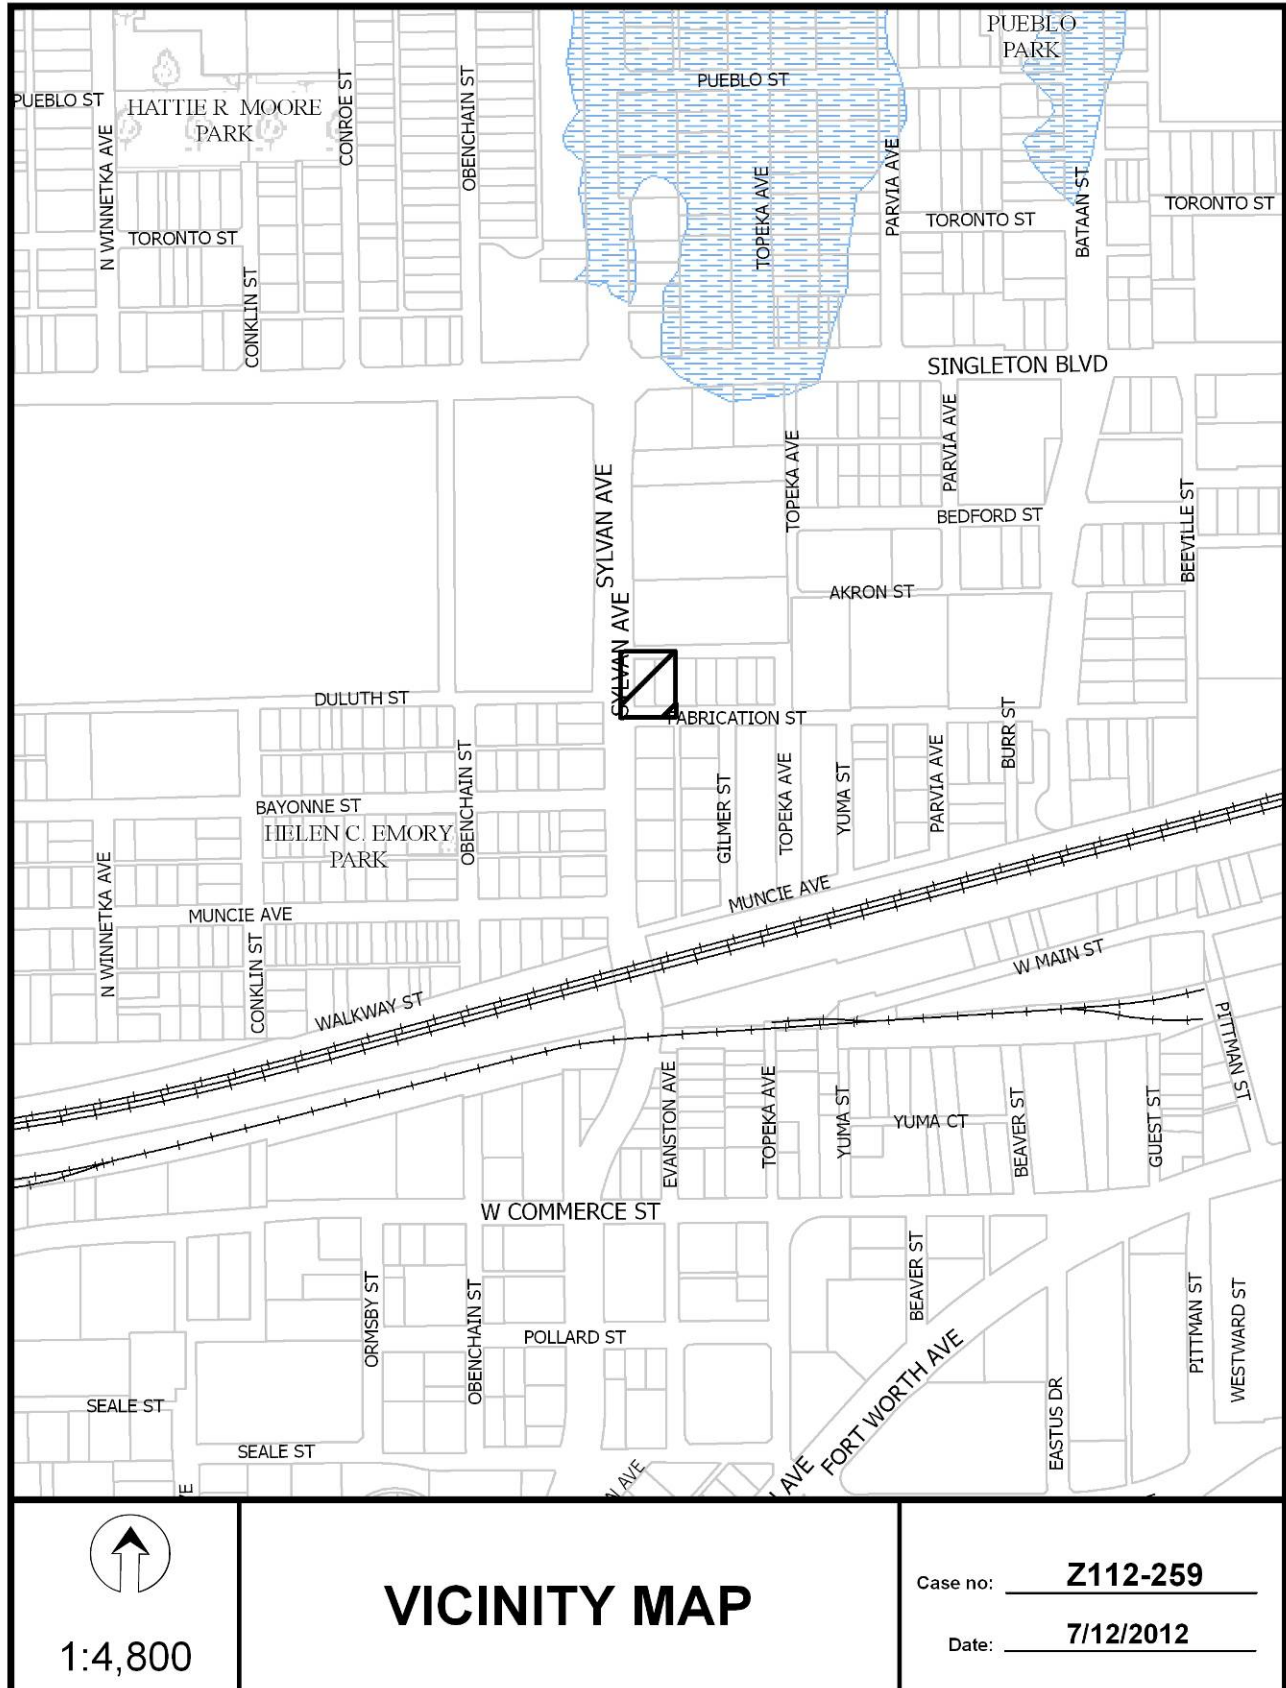 PUEBLO
PARK
PUEBLO ST
PUEBLO ST
HATTIE R MOORE
PARK
CONROE ST
OBENCHAIN ST
N WINNETKA AVE
PARVIA AVE
TOPEKA AVE
BATAAN ST
TORONTO ST
TORONTO ST
TORONTO ST
CONKLIN ST
SINGLETON BLVD
PARVIA AVE
TOPEKA AVE
SYLVAN AVE
BEDFORD ST
BEEVILLE ST
AKRON ST
SYLVAN AVE
DULUTH ST
FABRICATION ST
BURR ST
OBENCHAIN ST
GILMER ST
TOPEKA AVE
YUMA ST
PARVIA AVE
BAYONNE ST
HELEN C. EMORY
PARK
N WINNETKA AVE
MUNCIE AVE
MUNCIE AVE
CONKLIN ST
W MAIN ST
WALKWAY ST
PITTMAN ST
EVANSTON AVE
TOPEKA AVE
YUMA ST
YUMA CT
BEAVER ST
GUEST ST
W COMMERCE ST
BEAVER ST
ORMSBY ST
OBENCHAIN ST
POLLARD ST
PITTMAN ST
WESTWARD ST
FORT WORTH AVE
EASTUS DR
SEALE ST
SEALE ST
AVE
AVE
VE
1:4,800
VICINITY MAP
Case no: Z112-259
Date: 7/12/2012